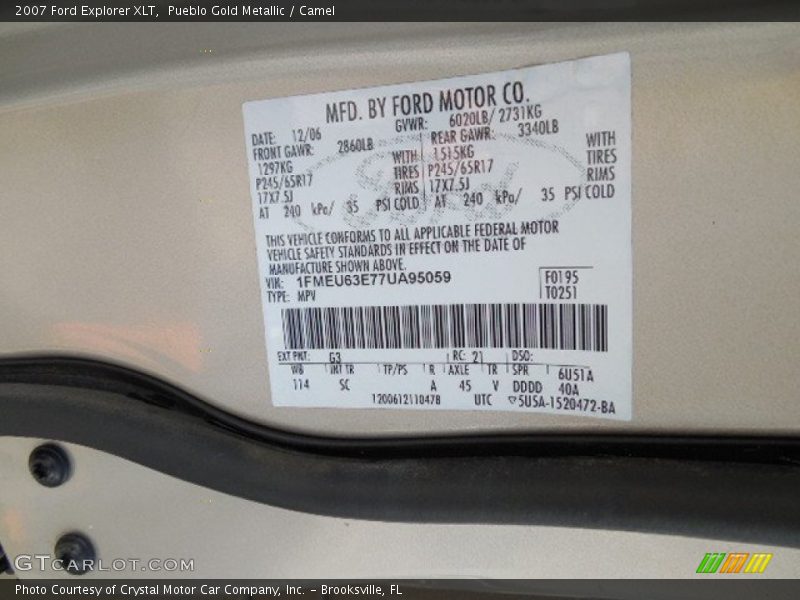 2007 Ford Explorer XLT, Pueblo Gold Metallic / Camel
MFD. BY FORD MOTOR CO.
DATE: 12/06 GVWR: 6020LB/ 2731KG
FRONT GAWR: 2860LB REAR GAWR: 3340LB
1297KG WITH 1515KG WITH
P245/65R17 TIRES P245/65R17 TIRES
17X7.5J RIMS 17X7.5J RIMS
AT 240 kPa/ 35 PSI COLD AT 240 kPa/ 35 PSI COLD
Ford
THIS VEHICLE CONFORMS TO ALL APPLICABLE FEDERAL MOTOR
VEHICLE SAFETY STANDARDS IN EFFECT ON THE DATE OF
MANUFACTURE SHOWN ABOVE.
VIN: 1FMEU63E77UA95059 F0195
TYPE: MPV T0251
EXT PNT: G3 RC: 21 DSO:
WB INT TR TP/PS R AXLE TR SPR 6U51A
114 SC A 45 V DDDD 40A
120061211047B UTC ▽5USA-1520472-BA
GTCARLOT.COM
Photo Courtesy of Crystal Motor Car Company, Inc. – Brooksville, FL